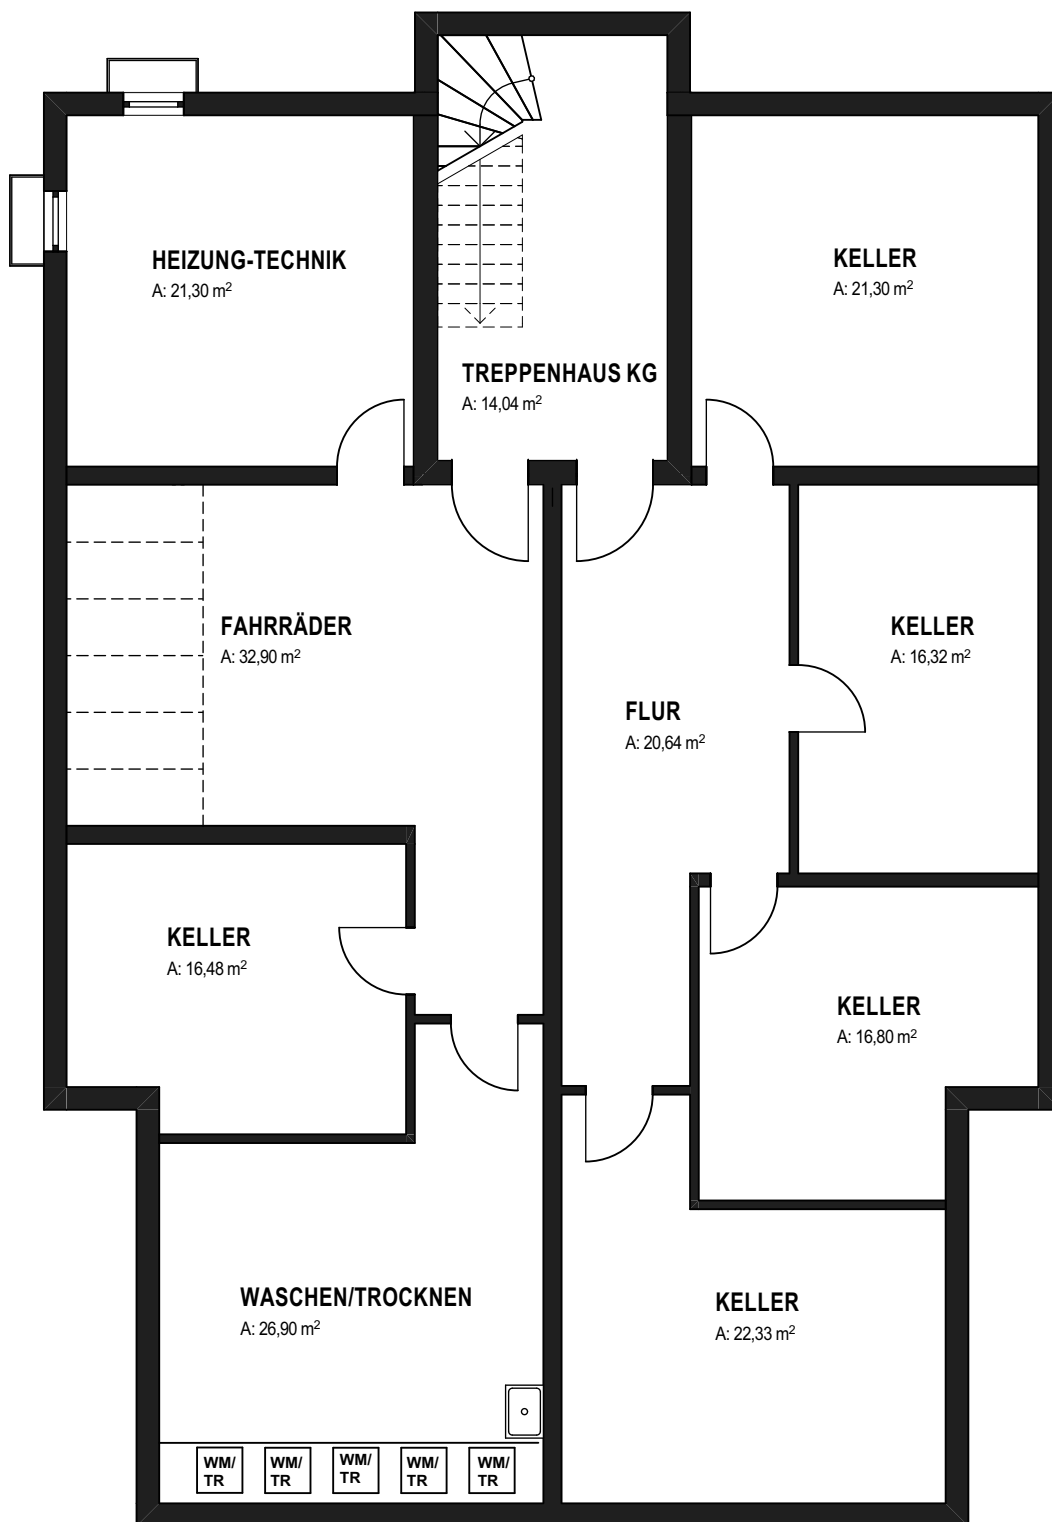 HEIZUNG-TECHNIK
A: 21,30 m²
KELLER
A: 21,30 m²
TREPPENHAUS KG
A: 14,04 m²
FAHRRÄDER
A: 32,90 m²
KELLER
A: 16,32 m²
FLUR
A: 20,64 m²
KELLER
A: 16,48 m²
KELLER
A: 16,80 m²
WASCHEN/TROCKNEN
A: 26,90 m²
KELLER
A: 22,33 m²
WM/
TR
WM/
TR
WM/
TR
WM/
TR
WM/
TR